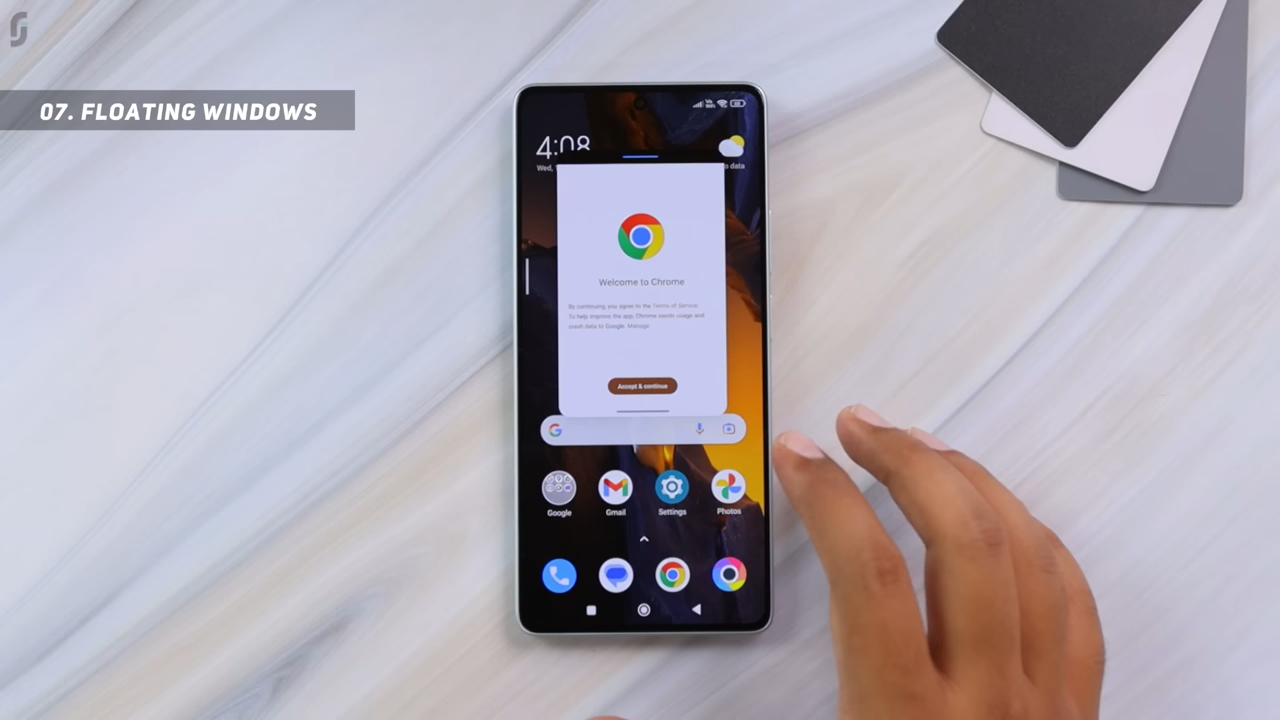 07. FLOATING WINDOWS
4:08
Wed, 
data
Welcome to Chrome
By continuing, you agree to the Terms of Service.
To help improve the app, Chrome sends usage and
crash data to Google. Manage
Accept & continue
Google
Gmail
Settings
Photos